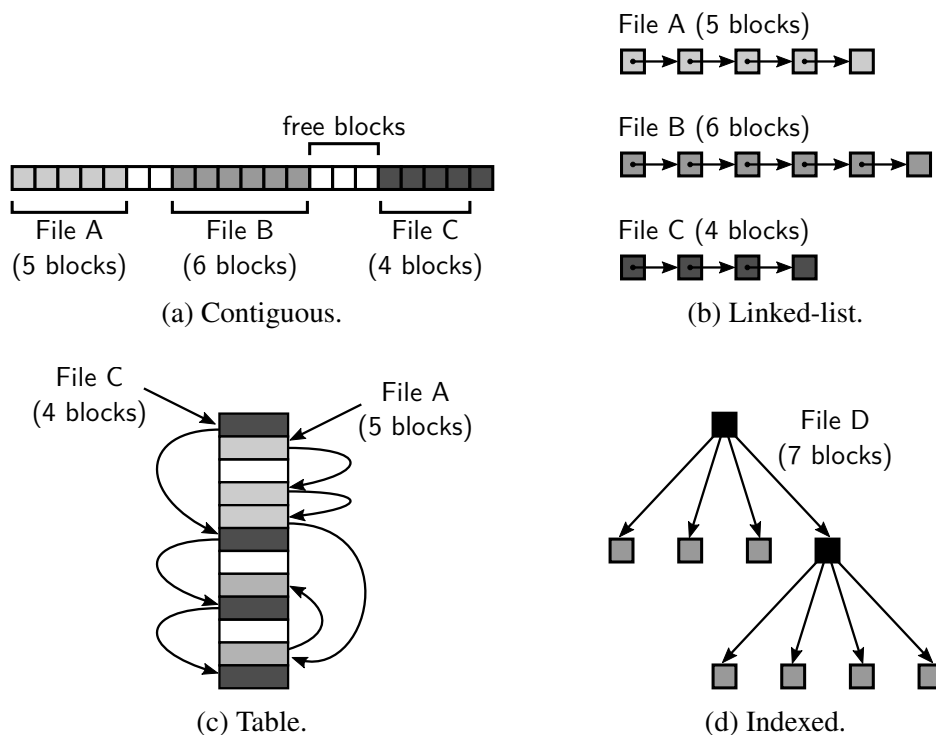 free blocks
File A
(5 blocks)
File B
(6 blocks)
File C
(4 blocks)
(a) Contiguous.
File A (5 blocks)
File B (6 blocks)
File C (4 blocks)
(b) Linked-list.
File C
(4 blocks)
File A
(5 blocks)
(c) Table.
File D
(7 blocks)
(d) Indexed.